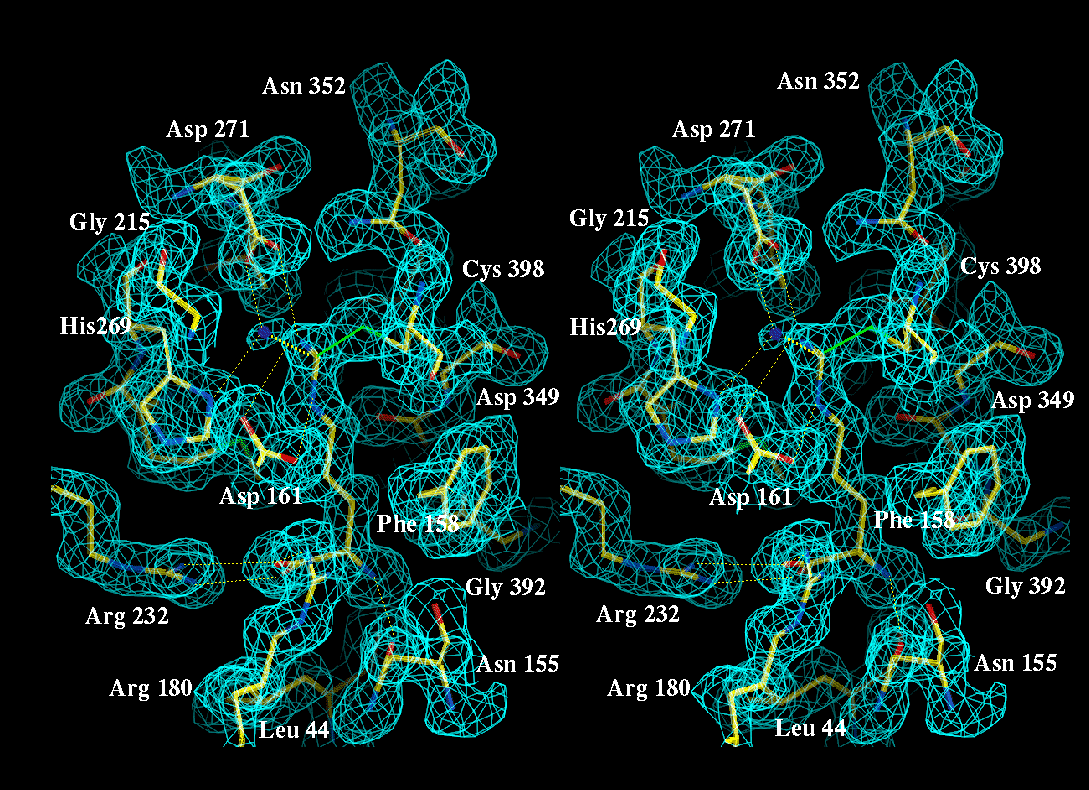 Asn 352
Asp 271
Gly 215
Cys 398
His269
Asp 349
Asp 161
Phe 158
Gly 392
Arg 232
Asn 155
Arg 180
Leu 44
Asn 352
Asp 271
Gly 215
Cys 398
His269
Asp 349
Asp 161
Phe 158
Gly 392
Arg 232
Asn 155
Arg 180
Leu 44